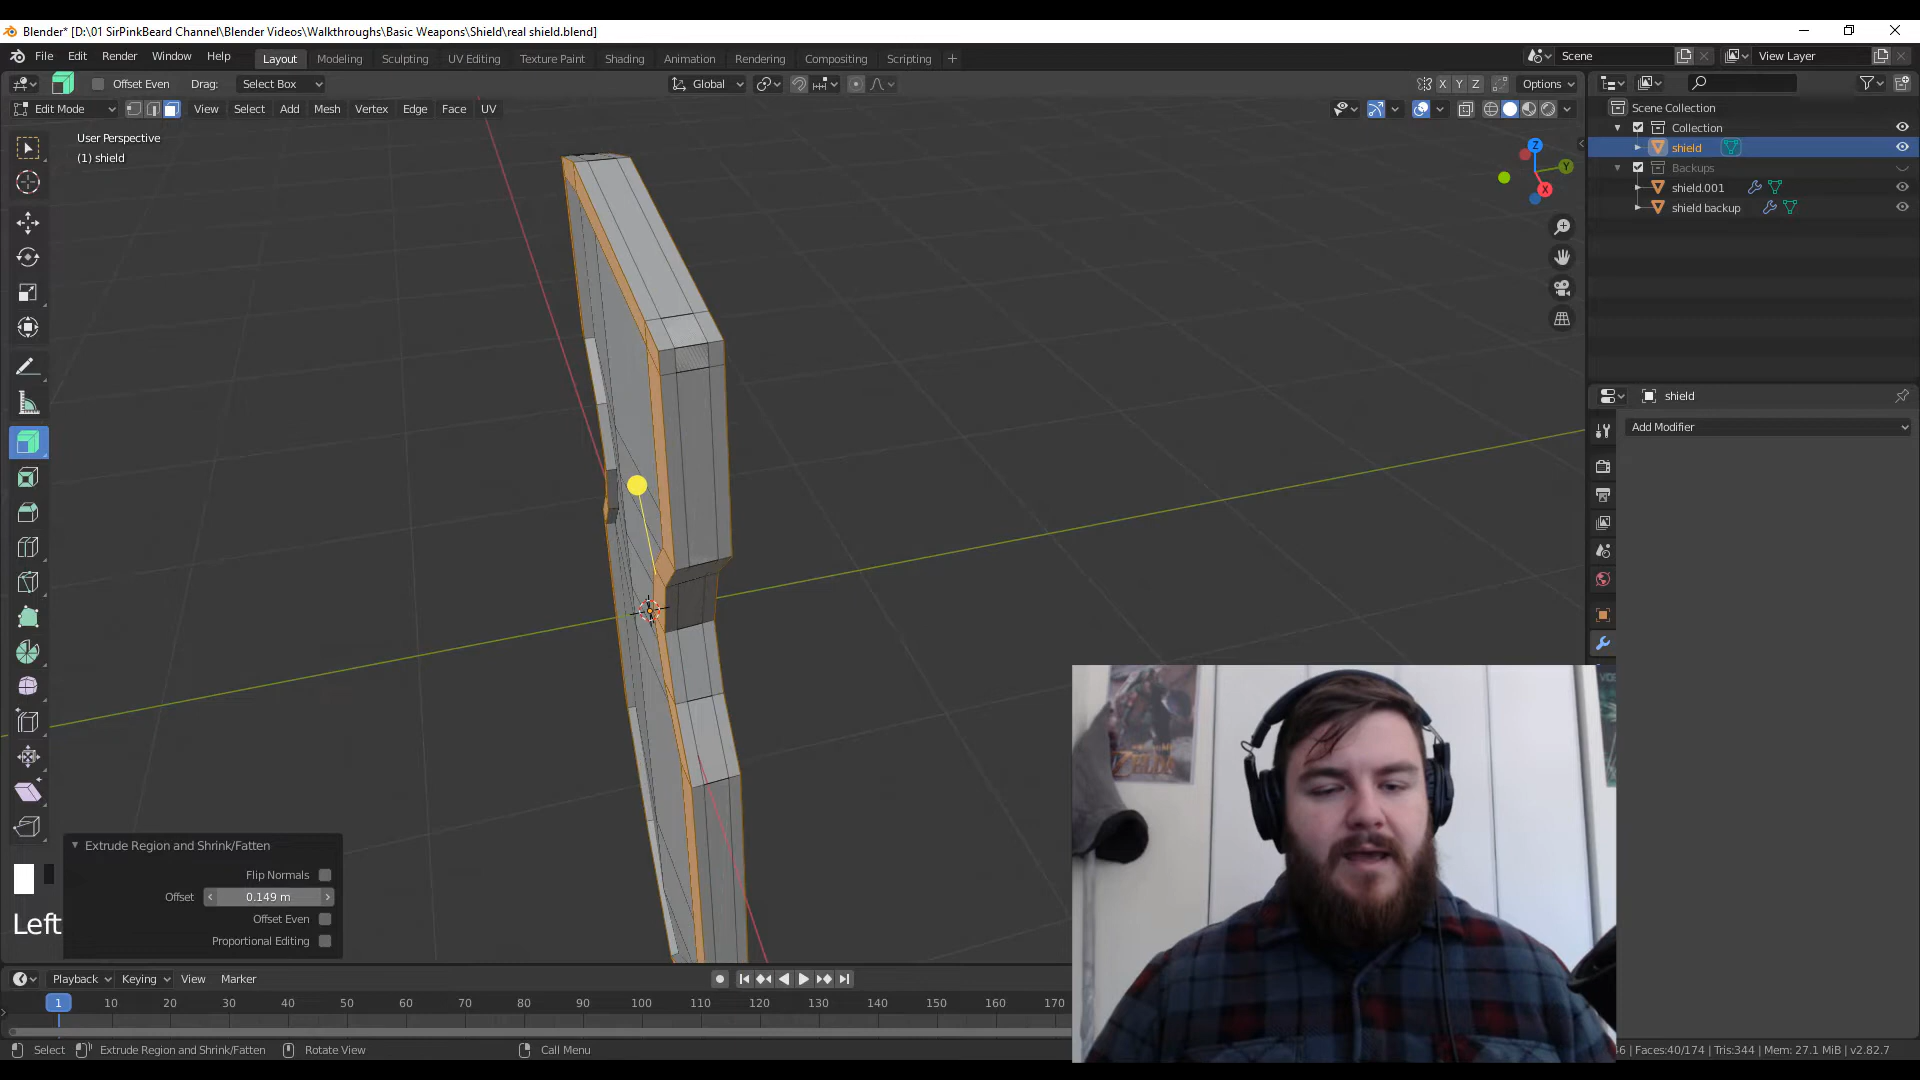 Blender* [D:\01 SirPinkBeard Channel\Blender Videos\Walkthroughs\Basic Weapons\Shield\real shield.blend]
File Edit Render Window Help Layout Modeling Sculpting UV Editing Texture Paint Shading Animation Rendering Compositing Scripting + Scene View Layer
Offset Even Drag: Select Box Global X Y Z Options
Edit Mode View Select Add Mesh Vertex Edge Face UV
User Perspective
(1) shield
Z
Y
X
Scene Collection
Collection
shield
Backups
shield.001
shield backup
shield
Add Modifier
ZELDA
Extrude Region and Shrink/Fatten
Flip Normals
Offset 0.149 m
Offset Even
Proportional Editing
Left
Playback Keying View Marker
1 10 20 30 40 50 60 70 80 90 100 110 120 130 140 150 160 170
Select Extrude Region and Shrink/Fatten Rotate View Call Menu
| Faces:40/174 | Tris:344 | Mem: 27.1 MiB | v2.82.7